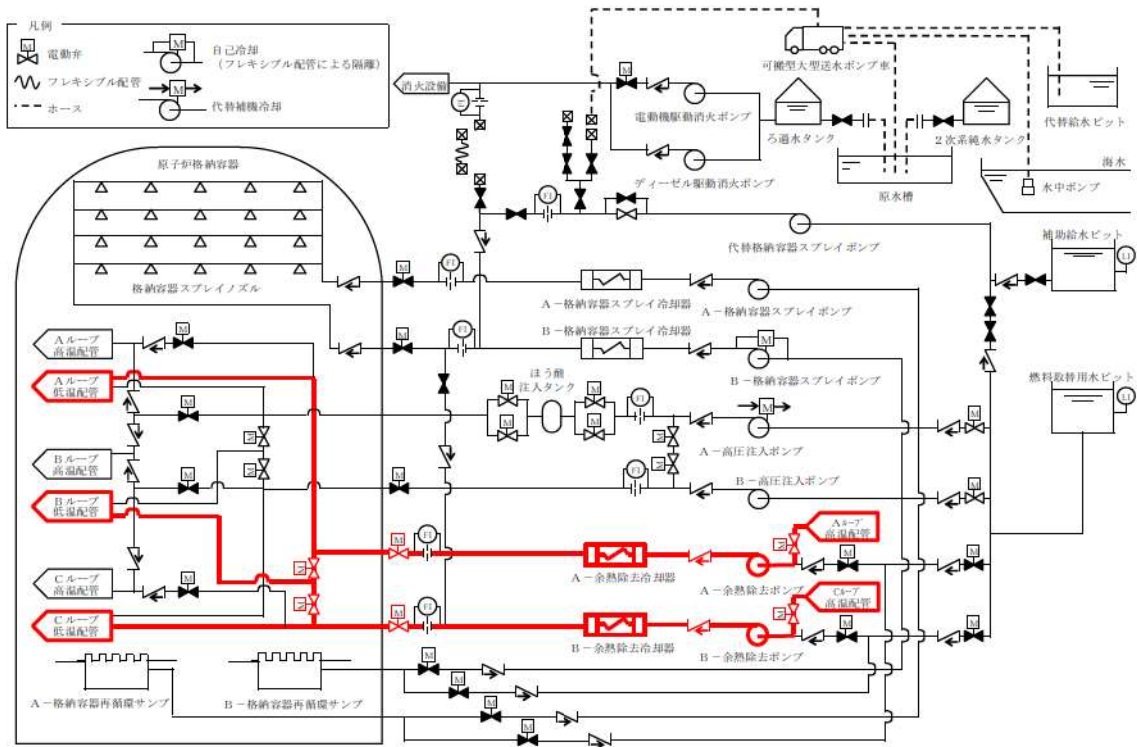 凡例
M
電動弁
フレキシブル配管
ホース
M
自己冷却
(フレキシブル配管による隔離)
M
代替補機冷却
消火設備
M
電動機駆動消火ポンプ
ディーゼル駆動消火ポンプ
可搬型大型送水ポンプ車
ろ過水タンク
2次系純水タンク
代替給水ピット
原水槽
海水
水中ポンプ
FI
代替格納容器スプレイポンプ
補助給水ピット
LI
原子炉格納容器
格納容器スプレイノズル
M
FI
A-格納容器スプレイ冷却器
A-格納容器スプレイポンプ
M
FI
B-格納容器スプレイ冷却器
M
B-格納容器スプレイポンプ
燃料取替用水ピット
LI
Aループ
高温配管
M
Aループ
低温配管
M
ほう酸
注入タンク
M
M
M
M
FI
M
A-高圧注入ポンプ
M
M
M
M
Bループ
高温配管
M
M
FI
M
B-高圧注入ポンプ
M
Bループ
低温配管
M
M
FI
A-余熱除去冷却器
M
Aループ
高温配管
A-余熱除去ポンプ
M
M
Cループ
高温配管
M
M
Cループ
低温配管
M
FI
B-余熱除去冷却器
M
Cループ
高温配管
B-余熱除去ポンプ
M
M
A-格納容器再循環サンプ
B-格納容器再循環サンプ
M
M
M
M